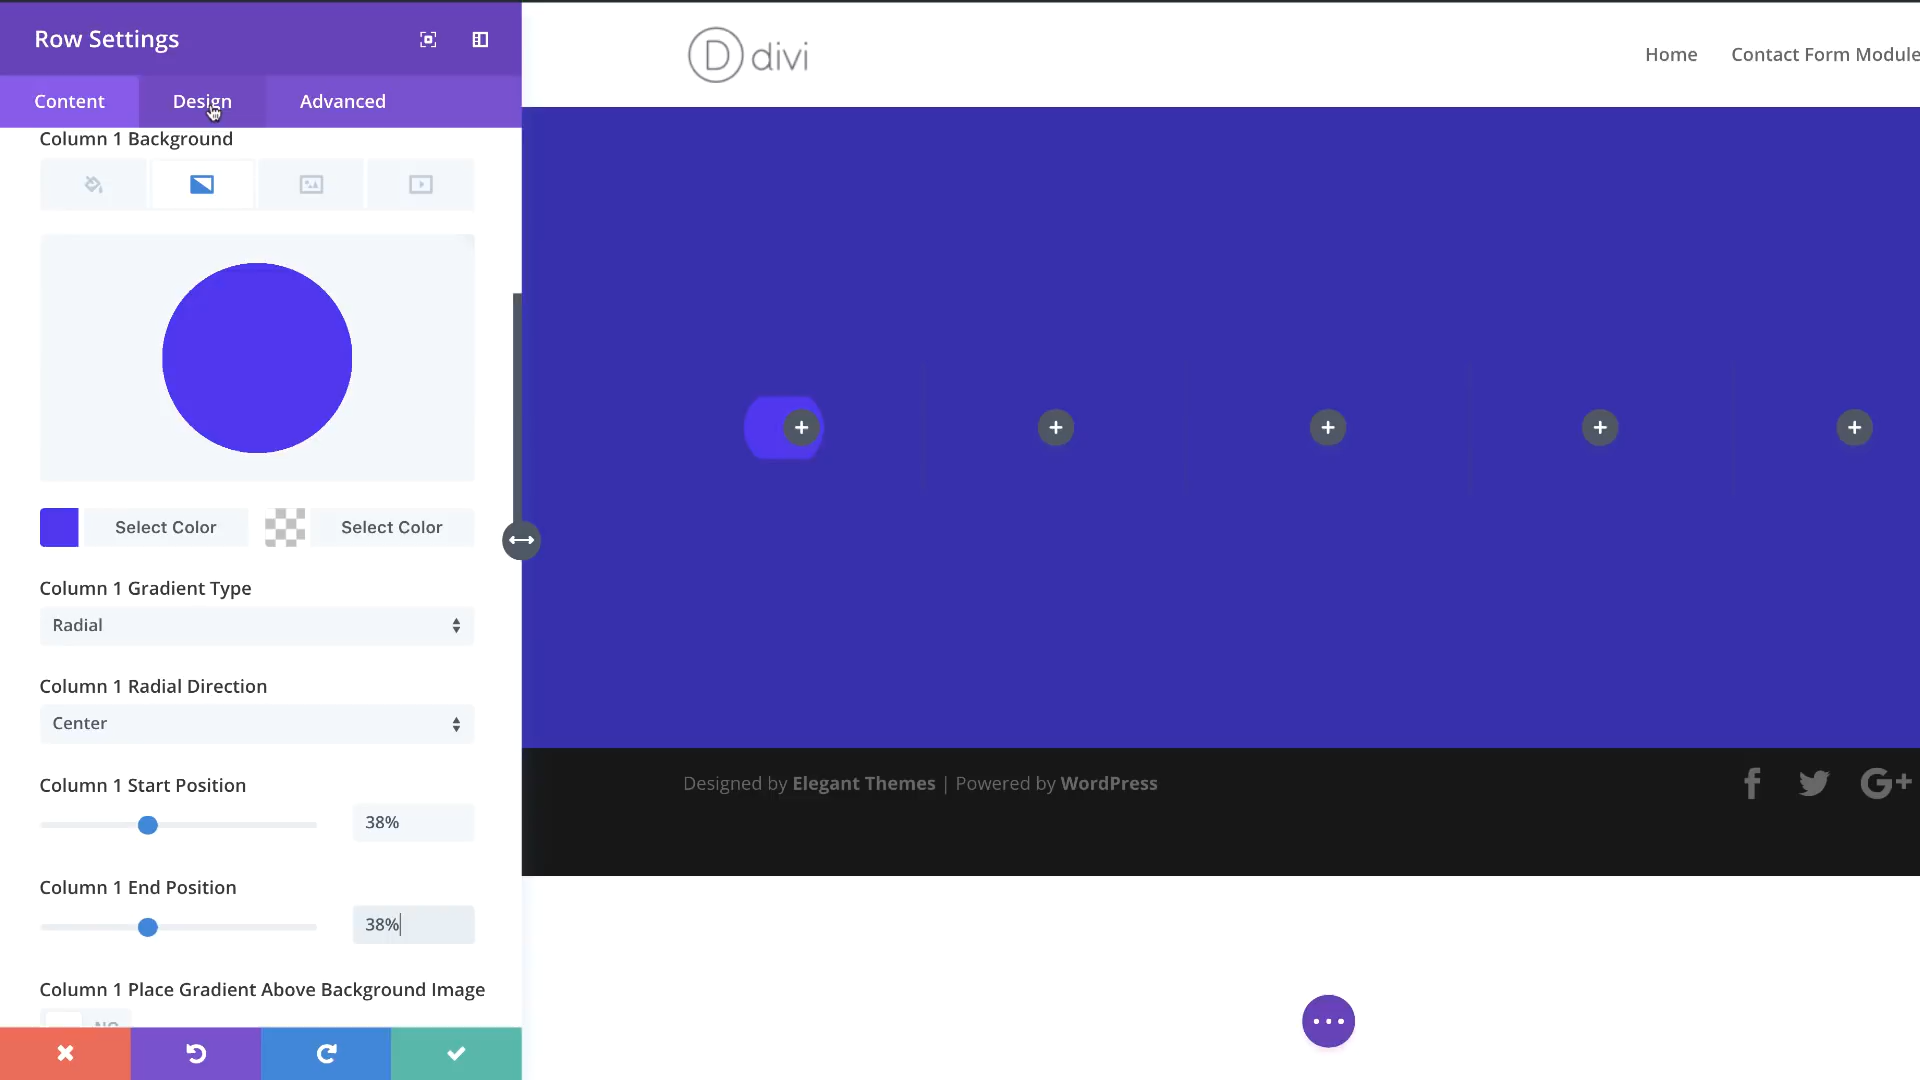 Row Settings
Content Design Advanced
Column 1 Background
Select Color Select Color
Column 1 Gradient Type
Radial
Column 1 Radial Direction
Center
Column 1 Start Position
38%
Column 1 End Position
38%
Column 1 Place Gradient Above Background Image
NO
D divi
Home Contact Form Module
Designed by Elegant Themes | Powered by WordPress
f G+